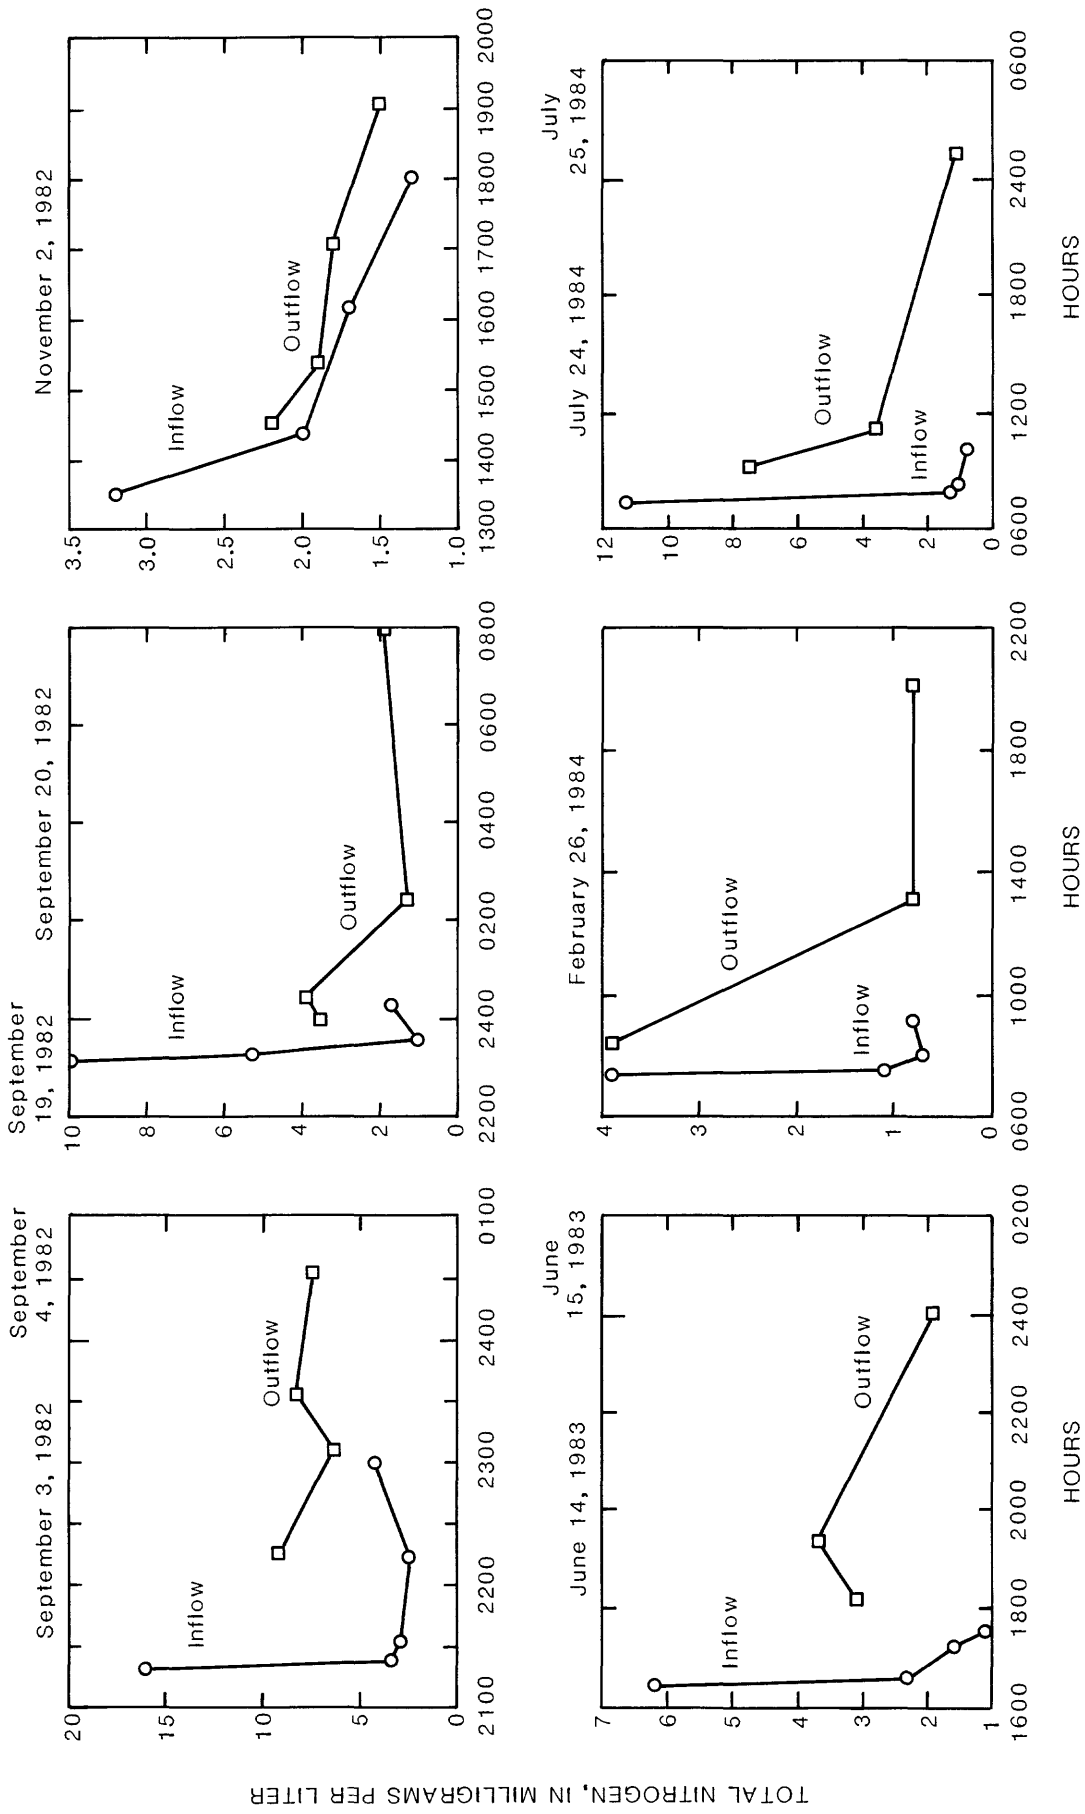 TOTAL NITROGEN, IN MILLIGRAMS PER LITER
September 3, 1982
September
4, 1982
20
15
10
5
0
Inflow
Outflow
2100 2200 2300 2400 0100
September
19, 1982
September 20, 1982
10
8
6
4
2
0
Inflow
Outflow
2200 2400 0200 0400 0600 0800
November 2, 1982
3.5
3.0
2.5
2.0
1.5
1.0
Inflow
Outflow
1300 1400 1500 1600 1700 1800 1900 2000
June 14, 1983
June
15, 1983
7
6
5
4
3
2
1
Inflow
Outflow
1600 1800 2000 2200 2400 0200
HOURS
February 26, 1984
4
3
2
1
0
Inflow
Outflow
0600 1000 1400 1800 2200
HOURS
July 24, 1984
July
25, 1984
12
10
8
6
4
2
0
Outflow
Inflow
0600 1200 1800 2400 0600
HOURS